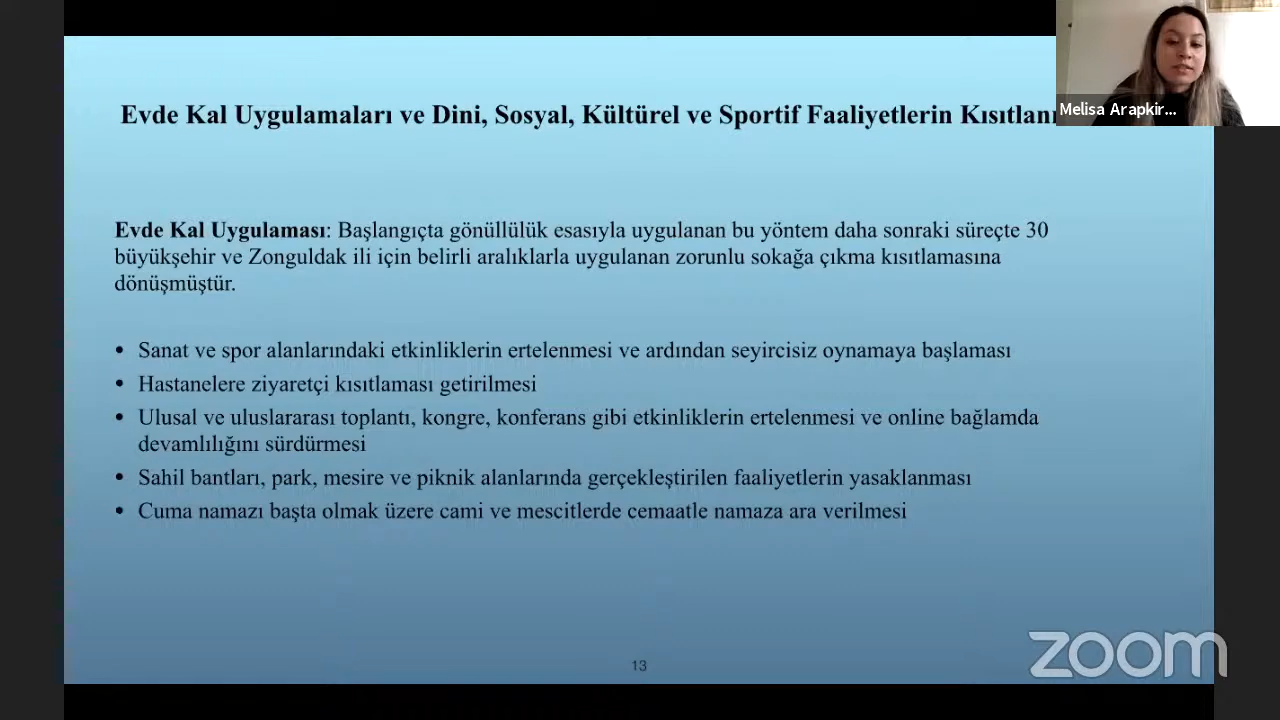 Evde Kal Uygulamaları ve Dini, Sosyal, Kültürel ve Sportif Faaliyetlerin
Melisa Arapkir...
Evde Kal Uygulaması: Başlangıçta gönüllülük esasıyla uygulanan bu yöntem daha sonraki süreçte 30
büyükşehir ve Zonguldak ili için belirli aralıklarla uygulanan zorunlu sokağa çıkma kısıtlamasına
dönüşmüştür.
• Sanat ve spor alanlarındaki etkinliklerin ertelenmesi ve ardından seyircisiz oynamaya başlaması
• Hastanelere ziyaretçi kısıtlaması getirilmesi
• Ulusal ve uluslararası toplantı, kongre, konferans gibi etkinliklerin ertelenmesi ve online bağlamda
devamlılığını sürdürmesi
• Sahil bantları, park, mesire ve piknik alanlarında gerçekleştirilen faaliyetlerin yasaklanması
• Cuma namazı başta olmak üzere cami ve mescitlerde cemaatle namaza ara verilmesi
13
zoom